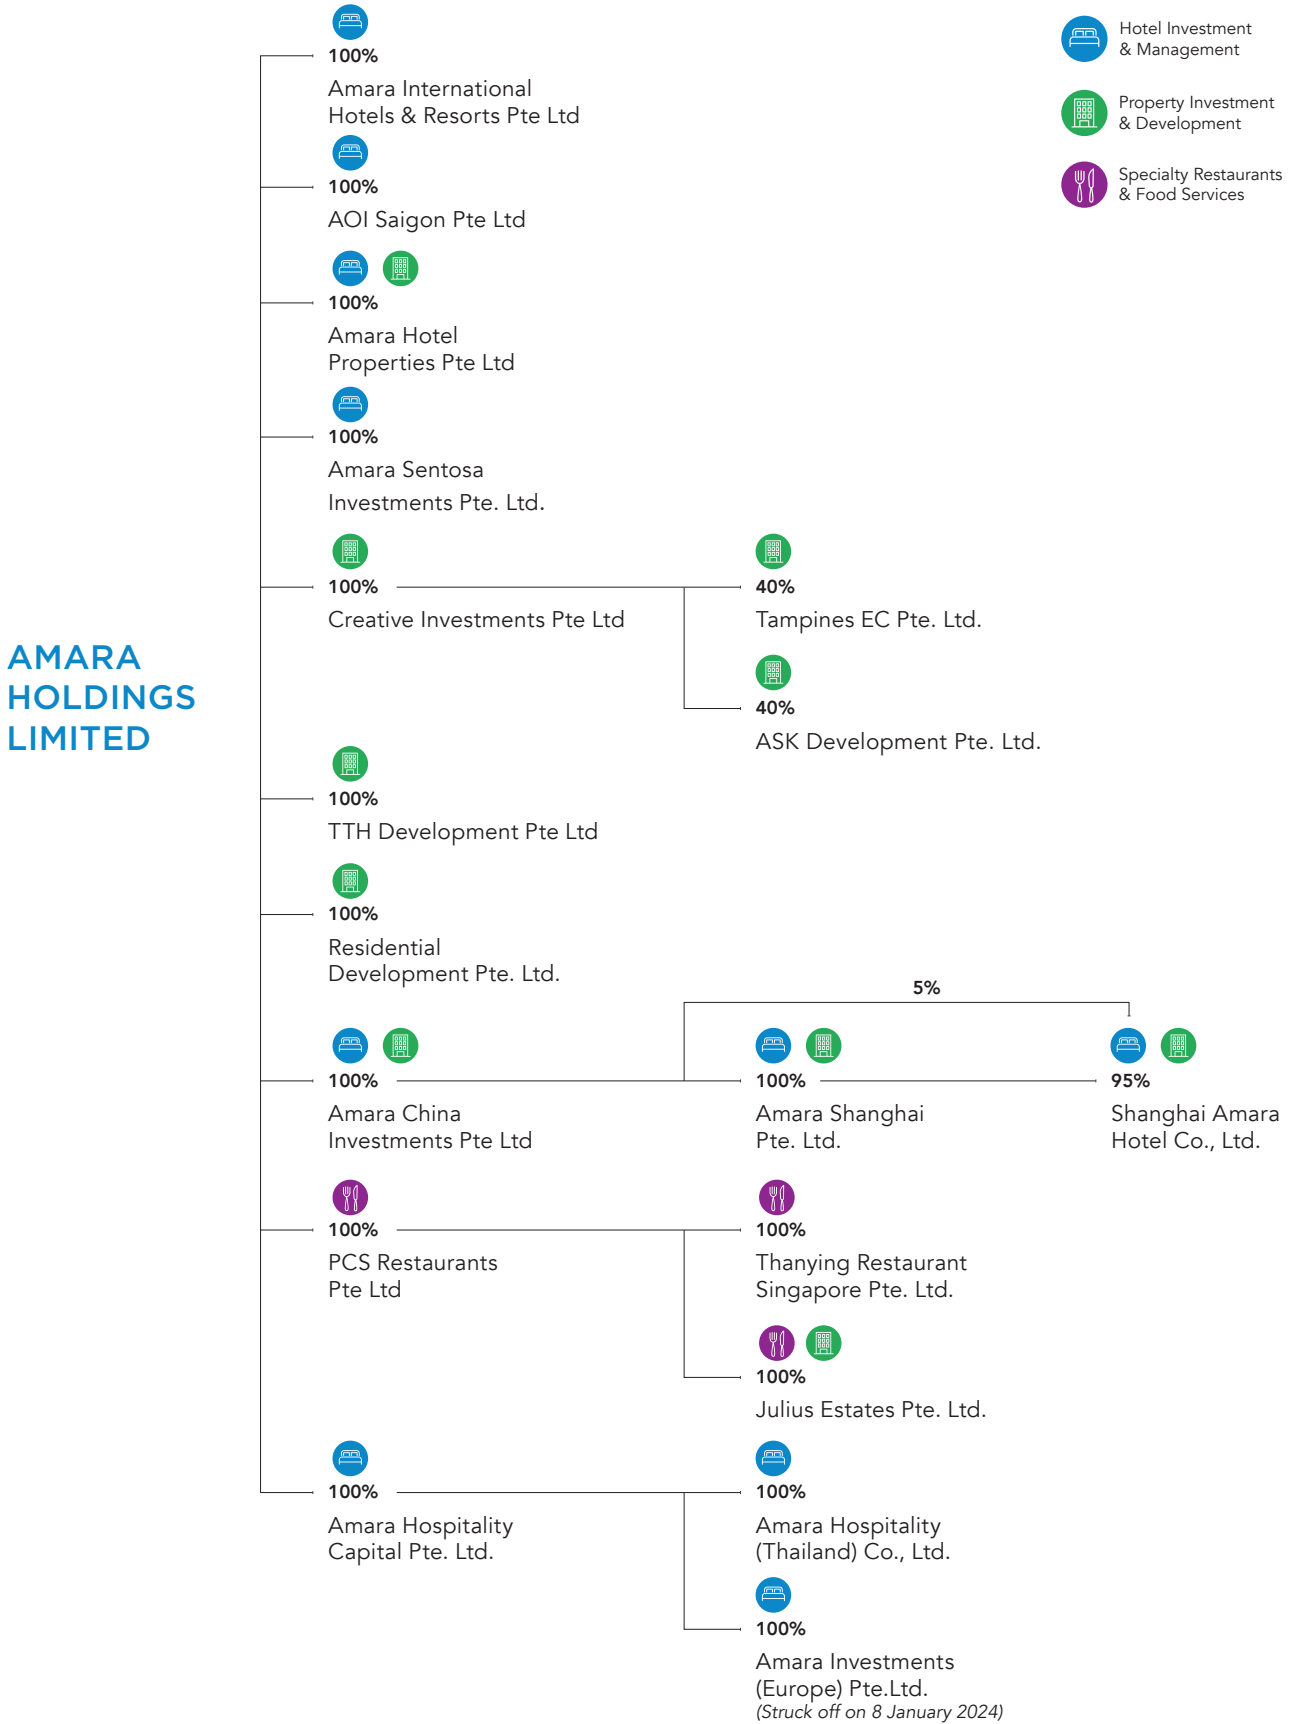 Hotel Investment
& Management
Property Investment
& Development
Specialty Restaurants
& Food Services
AMARA
HOLDINGS
LIMITED
100%
Amara International
Hotels & Resorts Pte Ltd
100%
AOI Saigon Pte Ltd
100%
Amara Hotel
Properties Pte Ltd
100%
Amara Sentosa
Investments Pte. Ltd.
100%
Creative Investments Pte Ltd
40%
Tampines EC Pte. Ltd.
40%
ASK Development Pte. Ltd.
100%
TTH Development Pte Ltd
100%
Residential
Development Pte. Ltd.
100%
Amara China
Investments Pte Ltd
5%
100%
Amara Shanghai
Pte. Ltd.
95%
Shanghai Amara
Hotel Co., Ltd.
100%
PCS Restaurants
Pte Ltd
100%
Thanying Restaurant
Singapore Pte. Ltd.
100%
Julius Estates Pte. Ltd.
100%
Amara Hospitality
Capital Pte. Ltd.
100%
Amara Hospitality
(Thailand) Co., Ltd.
100%
Amara Investments
(Europe) Pte.Ltd.
(Struck off on 8 January 2024)